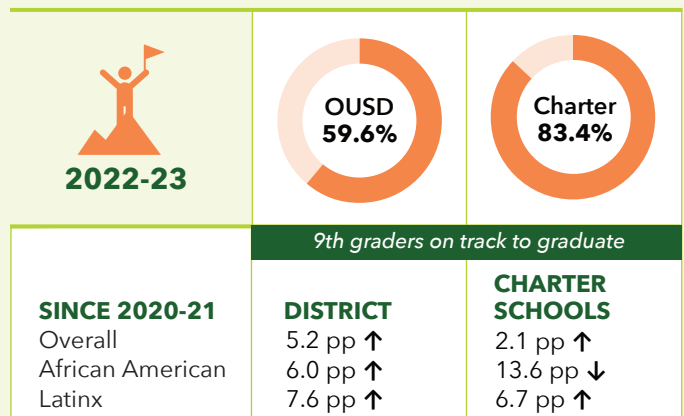 2022-23
OUSD
59.6%
Charter
83.4%
9th graders on track to graduate
SINCE 2020-21
DISTRICT
CHARTER
SCHOOLS
Overall
5.2 pp ↑
2.1 pp ↑
African American
6.0 pp ↑
13.6 pp ↓
Latinx
7.6 pp ↑
6.7 pp ↑